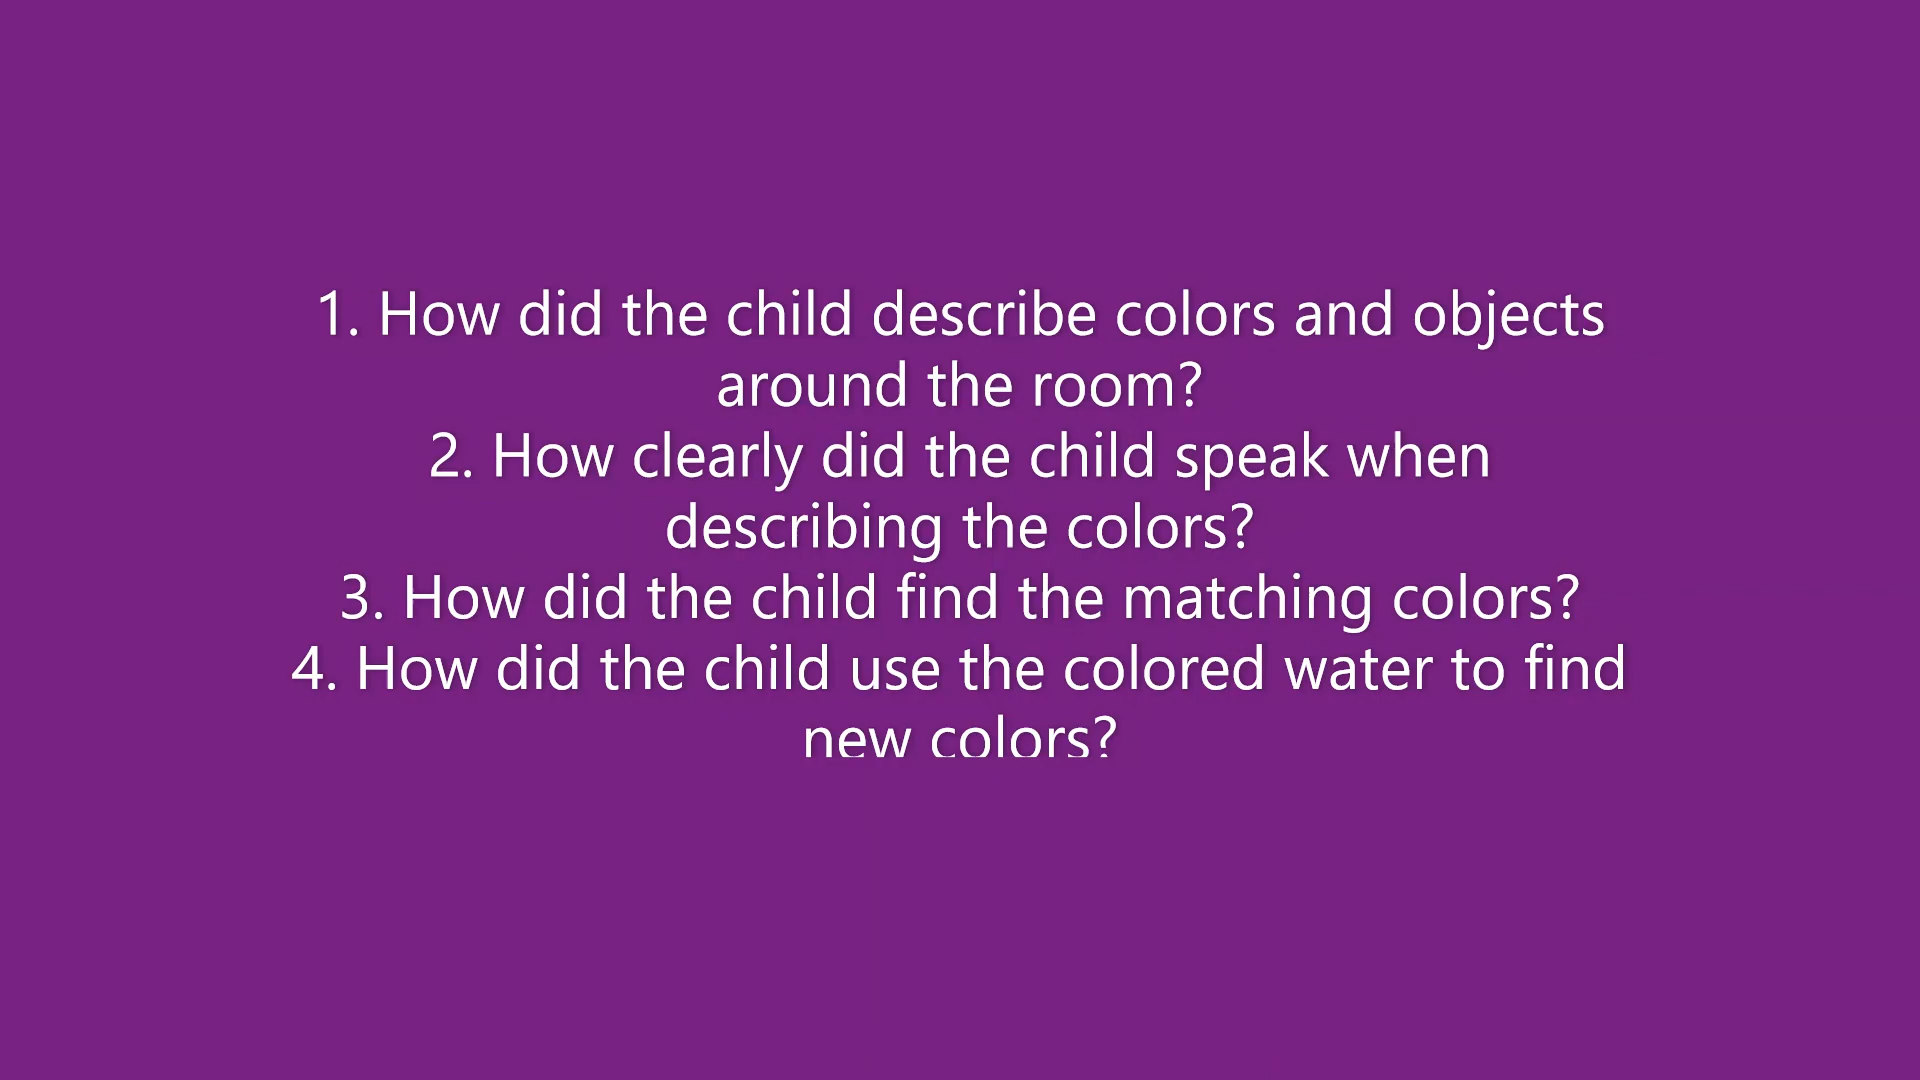 1. How did the child describe colors and objects
around the room?
2. How clearly did the child speak when
describing the colors?
3. How did the child find the matching colors?
4. How did the child use the colored water to find
new colors?